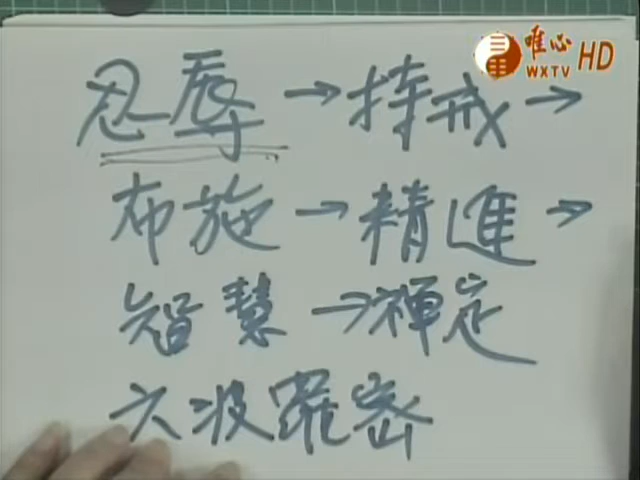 唯心
WXTV
HD
忍辱→持戒→
布施→精進→
智慧→禪定
六波羅密